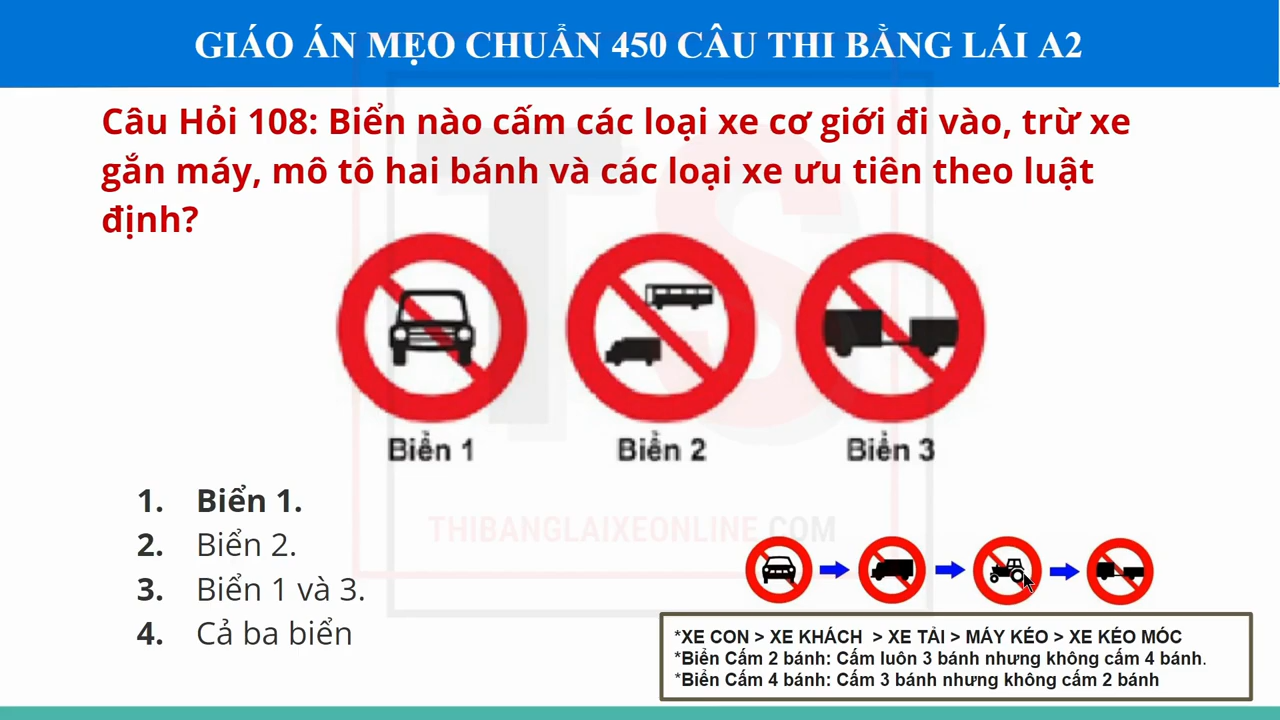 GIÁO ÁN MẸO CHUẨN 450 CÂU THI BẰNG LÁI A2
Câu Hỏi 108: Biển nào cấm các loại xe cơ giới đi vào, trừ xe
gắn máy, mô tô hai bánh và các loại xe ưu tiên theo luật
định?
Biển 1
Biển 2
Biển 3
1. Biển 1.
2. Biển 2.
3. Biển 1 và 3.
4. Cả ba biển
TS
THIBANGLAIXEONLINE.COM
*XE CON > XE KHÁCH > XE TẢI > MÁY KÉO > XE KÉO MÓC
*Biển Cấm 2 bánh: Cấm luôn 3 bánh nhưng không cấm 4 bánh.
*Biển Cấm 4 bánh: Cấm 3 bánh nhưng không cấm 2 bánh